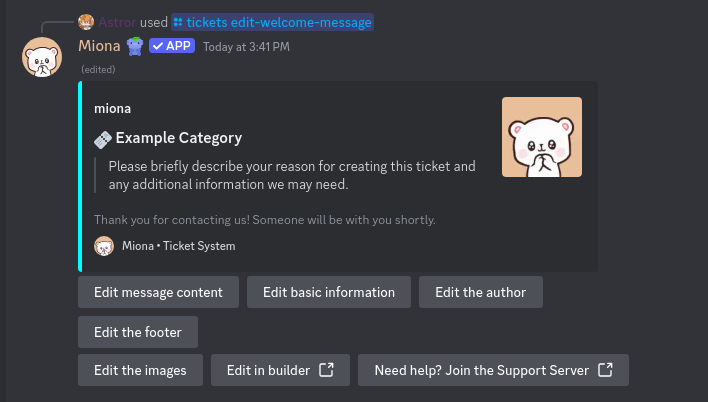 Astror used tickets edit-welcome-message
Miona APP Today at 3:41 PM
(edited)
miona
Example Category
Please briefly describe your reason for creating this ticket and
any additional information we may need.
Thank you for contacting us! Someone will be with you shortly.
Miona • Ticket System
Edit message content Edit basic information Edit the author
Edit the footer
Edit the images Edit in builder Need help? Join the Support Server